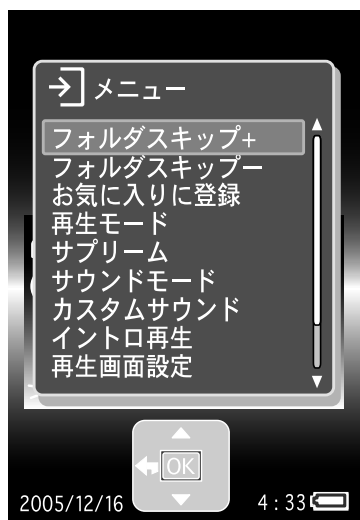 メニュー
フォルダスキップ+
フォルダスキップー
お気に入りに登録
再生モード
サプリーム
サウンドモード
カスタムサウンド
イントロ再生
再生画面設定
OK
2005/12/16
4:33